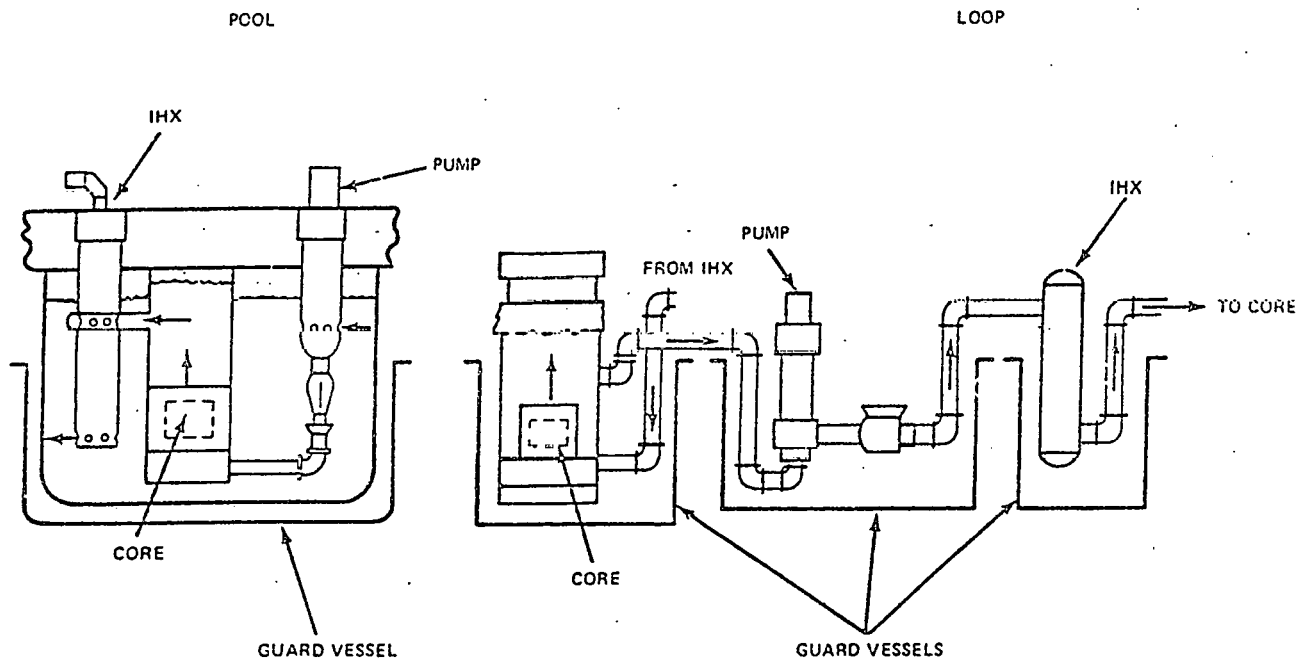 POOL
LOOP
IHX
PUMP
CORE
GUARD VESSEL
FROM IHX
PUMP
IHX
TO CORE
CORE
GUARD VESSELS